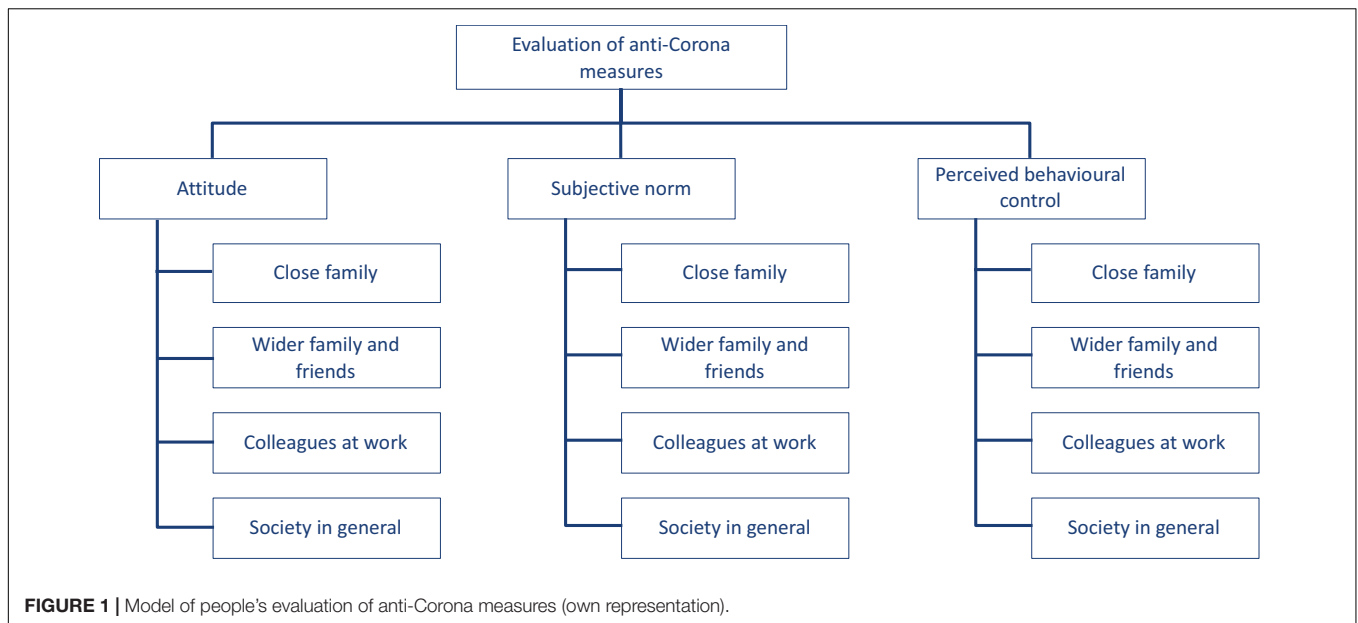 Evaluation of anti-Corona
measures
Attitude
Close family
Wider family and
friends
Colleagues at work
Society in general
Subjective norm
Close family
Wider family and
friends
Colleagues at work
Society in general
Perceived behavioural
control
Close family
Wider family and
friends
Colleagues at work
Society in general
FIGURE 1 | Model of people's evaluation of anti-Corona measures (own representation).